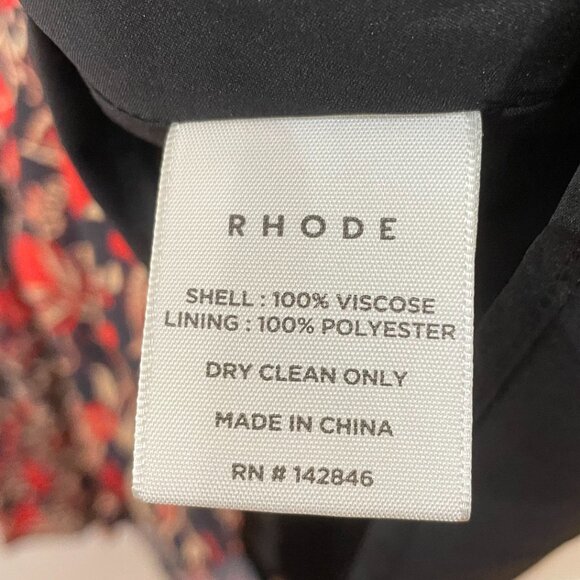 RHODE
SHELL : 100% VISCOSE
LINING : 100% POLYESTER
DRY CLEAN ONLY
MADE IN CHINA
RN # 142846